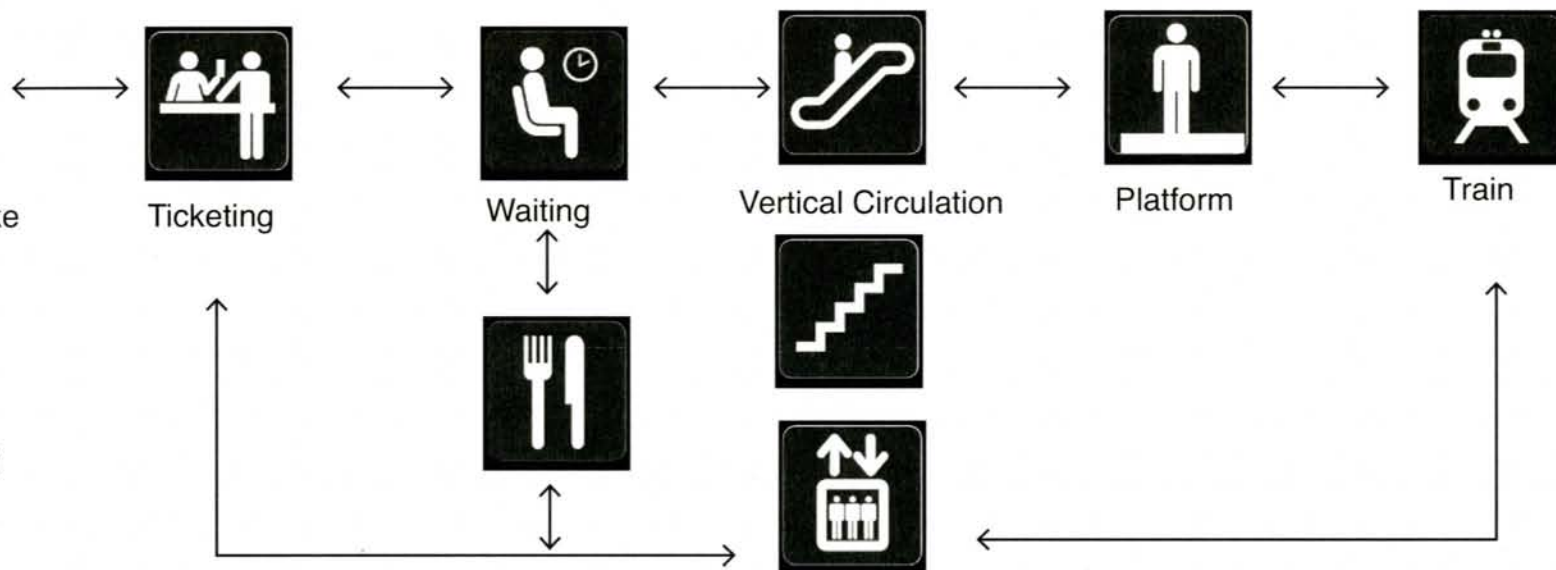 Ticketing
Waiting
Vertical Circulation
Platform
Train